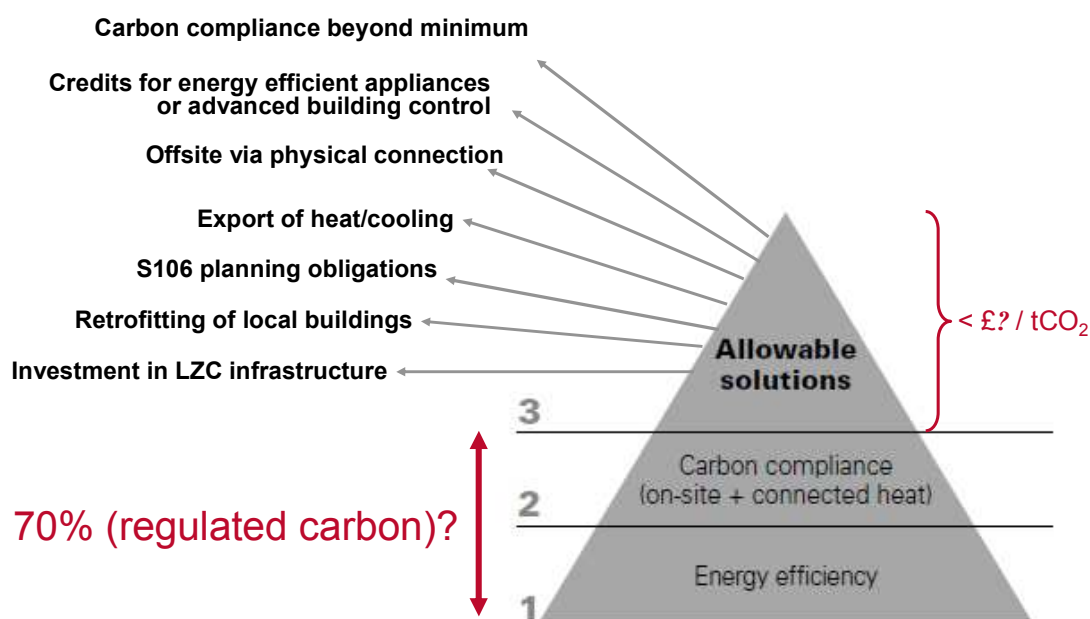 Carbon compliance beyond minimum
Credits for energy efficient appliances
or advanced building control
Offsite via physical connection
Export of heat/cooling
S106 planning obligations
Retrofitting of local buildings
Investment in LZC infrastructure
Allowable
solutions
< £? / tCO₂
3
Carbon compliance
(on-site + connected heat)
2
70% (regulated carbon)?
Energy efficiency
1